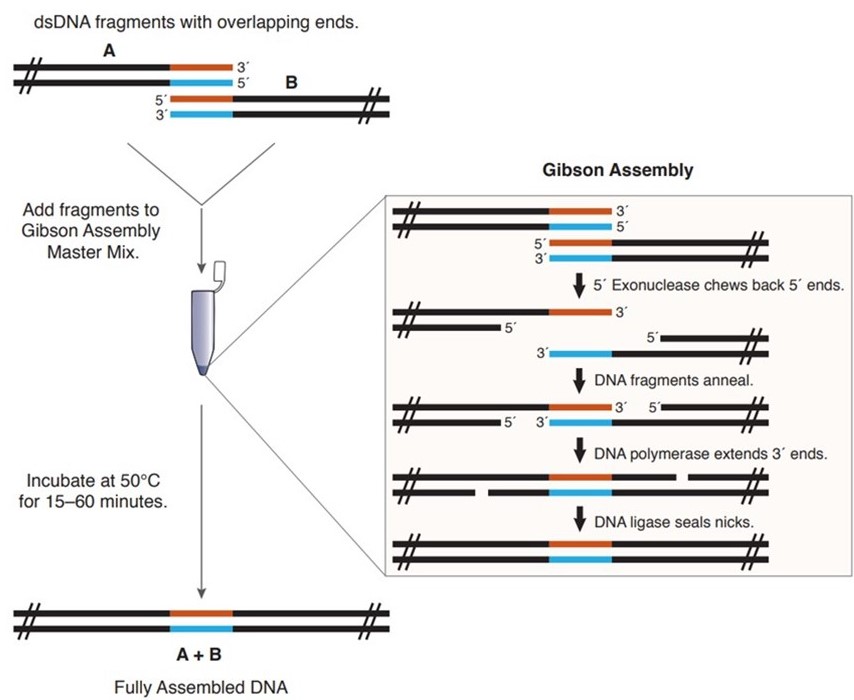 dsDNA fragments with overlapping ends.
A
3´
5´
B
5´
3´
Add fragments to
Gibson Assembly
Master Mix.
Incubate at 50°C
for 15–60 minutes.
A + B
Fully Assembled DNA
Gibson Assembly
3´
5´
5´
3´
5´ Exonuclease chews back 5´ ends.
3´
5´
5´
3´
DNA fragments anneal.
3´ 5´
5´ 3´
DNA polymerase extends 3´ ends.
DNA ligase seals nicks.